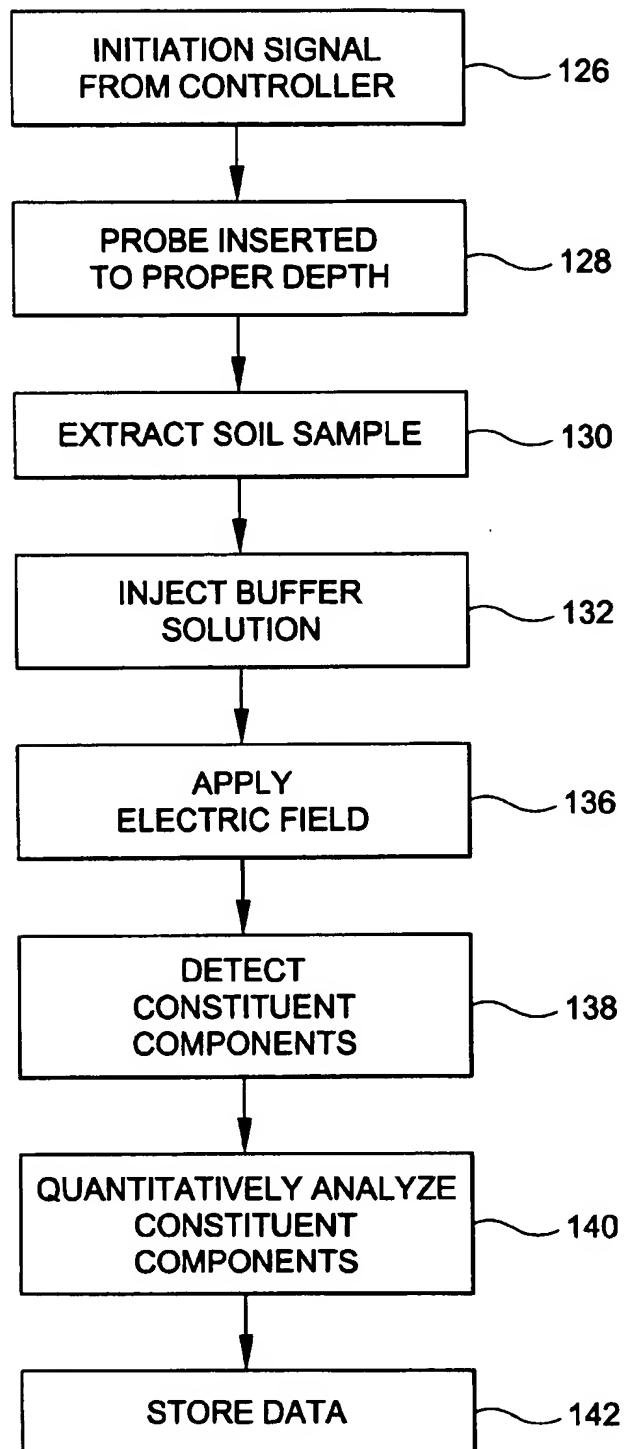 INITIATION SIGNAL
FROM CONTROLLER
126
PROBE INSERTED
TO PROPER DEPTH
128
EXTRACT SOIL SAMPLE
130
INJECT BUFFER
SOLUTION
132
APPLY
ELECTRIC FIELD
136
DETECT
CONSTITUENT
COMPONENTS
138
QUANTITATIVELY ANALYZE
CONSTITUENT
COMPONENTS
140
STORE DATA
142